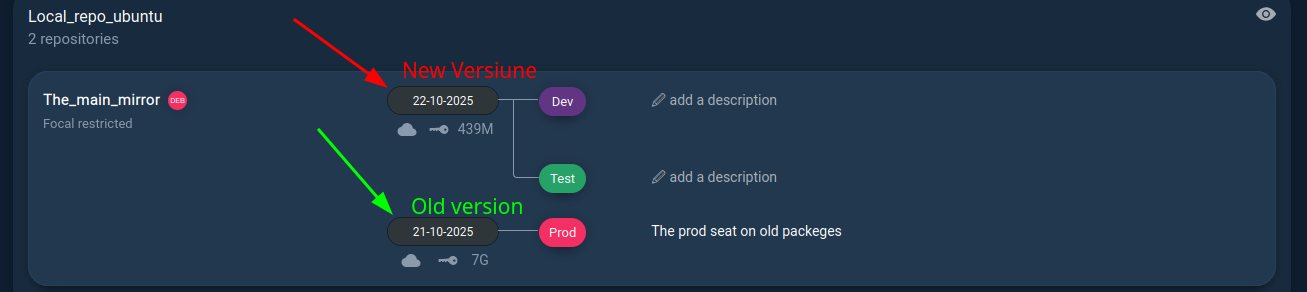 Local_repo_ubuntu
2 repositories
New Versiune
The_main_mirror DEB 22-10-2025 Dev add a description
Focal restricted 439M
Test add a description
Old version
21-10-2025 Prod The prod seat on old packeges
7G